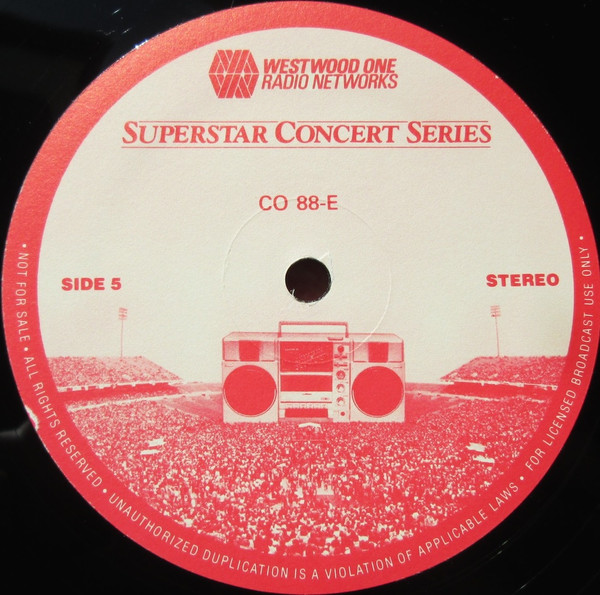 WESTWOOD ONE
RADIO NETWORKS
SUPERSTAR CONCERT SERIES
CO 88-E
SIDE 5
STEREO
• NOT FOR SALE • ALL RIGHTS RESERVED • UNAUTHORIZED DUPLICATION IS A VIOLATION OF APPLICABLE LAWS • FOR LICENSED BROADCAST USE ONLY •